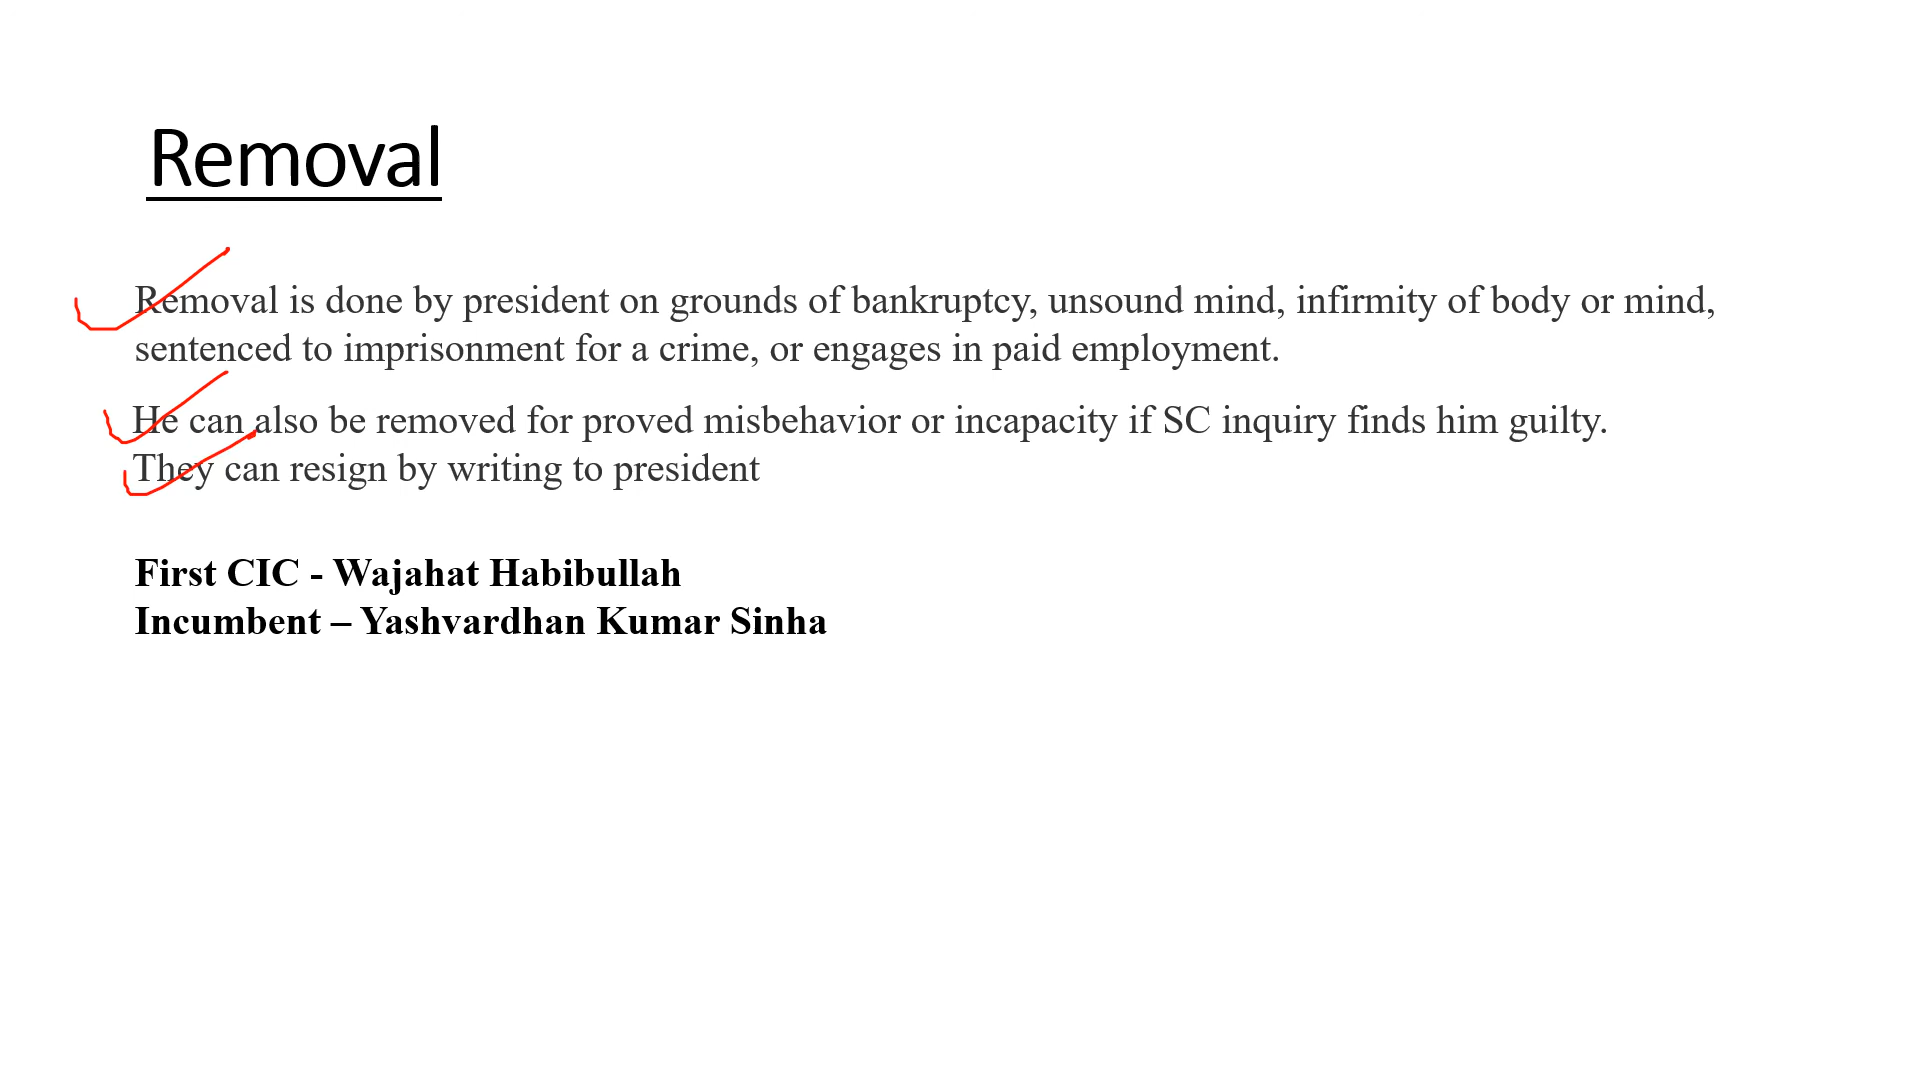 Removal
Removal is done by president on grounds of bankruptcy, unsound mind, infirmity of body or mind,
sentenced to imprisonment for a crime, or engages in paid employment.
He can also be removed for proved misbehavior or incapacity if SC inquiry finds him guilty.
They can resign by writing to president
First CIC - Wajahat Habibullah
Incumbent – Yashvardhan Kumar Sinha